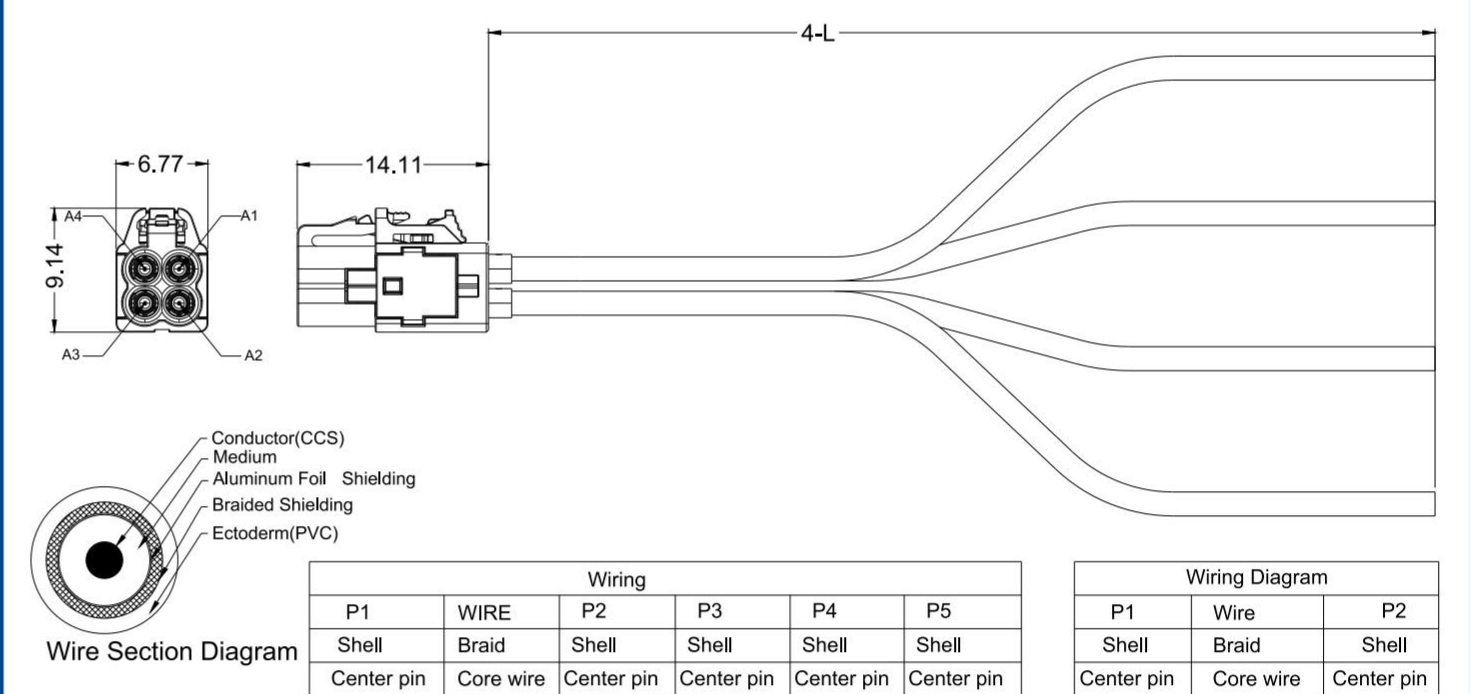 4-L
6.77
14.11
A4
A1
9.14
A3
A2
Conductor(CCS)
Medium
Aluminum Foil Shielding
Braided Shielding
Ectoderm(PVC)
Wire Section Diagram
Wiring
P1 WIRE P2 P3 P4 P5
Shell Braid Shell Shell Shell Shell
Center pin Core wire Center pin Center pin Center pin Center pin
Wiring Diagram
P1 Wire P2
Shell Braid Shell
Center pin Core wire Center pin